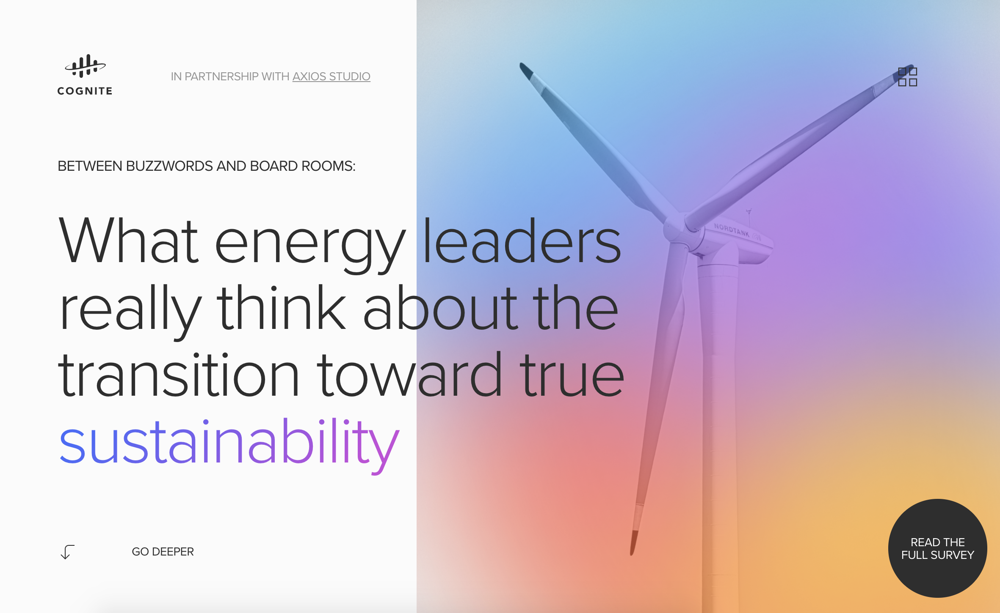 COGNITE
IN PARTNERSHIP WITH AXIOS STUDIO
BETWEEN BUZZWORDS AND BOARD ROOMS:
What energy leaders
really think about the
transition toward true
sustainability
NORDTANK
GO DEEPER
READ THE
FULL SURVEY